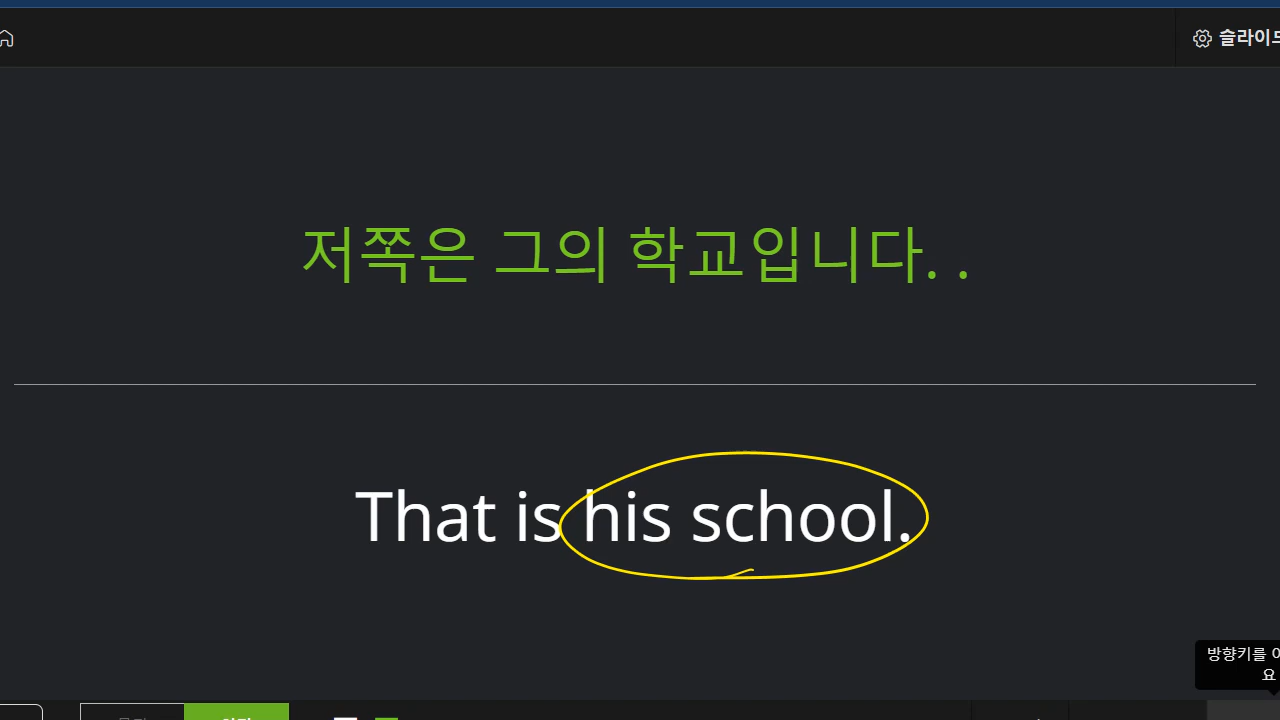 슬라이드
저쪽은 그의 학교입니다. .
That is his school.
방향키를 이
요